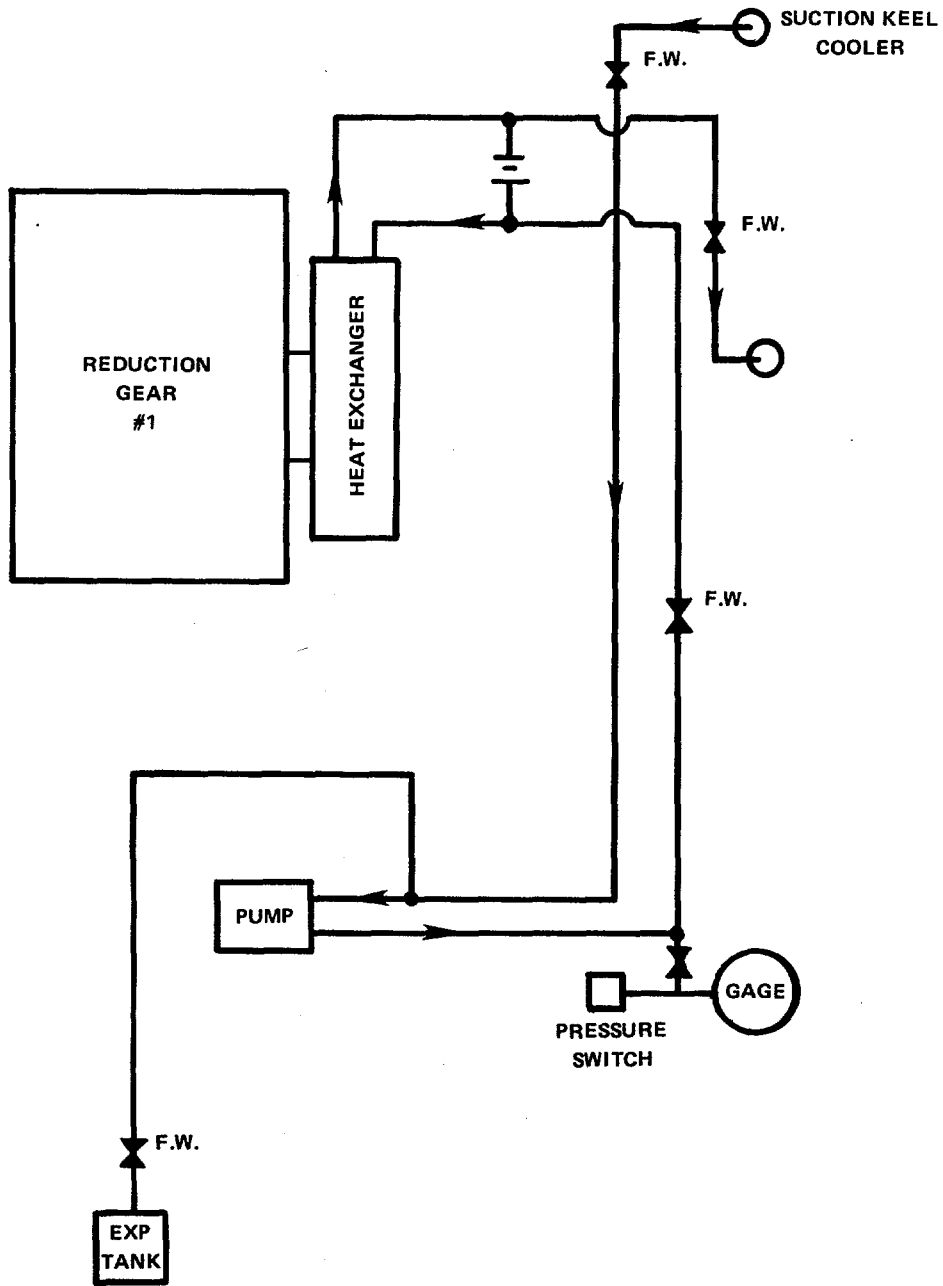 SUCTION KEEL
COOLER
F.W.
F.W.
REDUCTION
GEAR
#1
HEAT EXCHANGER
F.W.
PUMP
GAGE
PRESSURE
SWITCH
F.W.
EXP
TANK